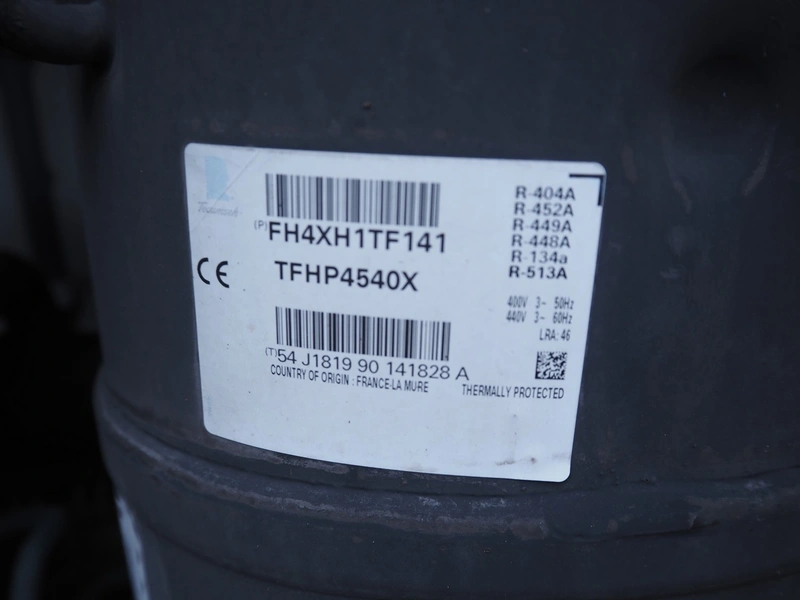 Tecumseh
(P)FH4XH1TF141
CE
TFHP4540X
(T)54 J1819 90 141828 A
COUNTRY OF ORIGIN : FRANCE-LA MURE
R-404A
R-452A
R-449A
R-448A
R-134a
R-513A
400V 3~ 50Hz
440V 3~ 60Hz
LRA: 46
THERMALLY PROTECTED